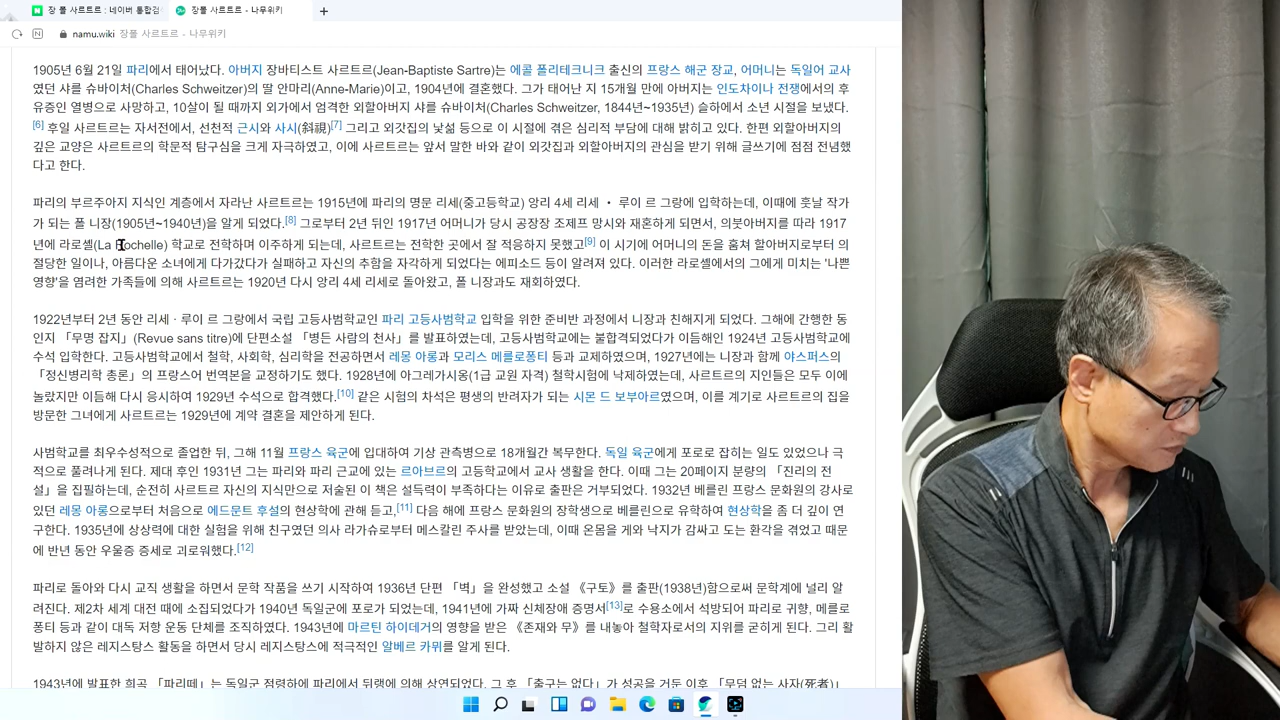 장 폴 사르트르 : 네이버 통합검
장 폴 사르트르 - 나무위키
namu.wiki 장폴 사르트르 - 나무위키
1905년 6월 21일 파리에서 태어났다. 아버지 장바티스트 사르트르(Jean-Baptiste Sartre)는 에콜 폴리테크니크 출신의 프랑스 해군 장교, 어머니는 독일어 교사
였던 샤를 슈바이처(Charles Schweitzer)의 딸 안마리(Anne-Marie)이고, 1904년에 결혼했다. 그가 태어난 지 15개월 만에 아버지는 인도차이나 전쟁에서의 후
유증인 열병으로 사망하고, 10살이 될 때까지 외가에서 엄격한 외할아버지 샤를 슈바이처(Charles Schweitzer, 1844년~1935년) 슬하에서 소년 시절을 보냈다.
[6] 후일 사르트르는 자서전에서, 선천적 근시와 사시(斜視)[7] 그리고 외갓집의 낯섦 등으로 이 시절에 겪은 심리적 부담에 대해 밝히고 있다. 한편 외할아버지의
깊은 교양은 사르트르의 학문적 탐구심을 크게 자극하였고, 이에 사르트르는 앞서 말한 바와 같이 외갓집과 외할아버지의 관심을 받기 위해 글쓰기에 점점 전념했
다고 한다.
파리의 부르주아지 지식인 계층에서 자라난 사르트르는 1915년에 파리의 명문 리세(중고등학교) 앙리 4세 리세 · 루이 르 그랑에 입학하는데, 이때에 훗날 작가
가 되는 폴 니장(1905년~1940년)을 알게 되었다.[8] 그로부터 2년 뒤인 1917년 어머니가 당시 공장장 조제프 망시와 재혼하게 되면서, 의붓아버지를 따라 1917
년에 라로셸(La Rochelle) 학교로 전학하며 이주하게 되는데, 사르트르는 전학한 곳에서 잘 적응하지 못했고[9] 이 시기에 어머니의 돈을 훔쳐 할아버지로부터 의
절당한 일이나, 아름다운 소녀에게 다가갔다가 실패하고 자신의 추함을 자각하게 되었다는 에피소드 등이 알려져 있다. 이러한 라로셸에서의 그에게 미치는 '나쁜
영향'을 염려한 가족들에 의해 사르트르는 1920년 다시 앙리 4세 리세로 돌아왔고, 폴 니장과도 재회하였다.
1922년부터 2년 동안 리세 · 루이 르 그랑에서 국립 고등사범학교인 파리 고등사범학교 입학을 위한 준비반 과정에서 니장과 친해지게 되었다. 그해에 간행한 동
인지 「무명 잡지」(Revue sans titre)에 단편소설 「병든 사람의 천사」를 발표하였는데, 고등사범학교에는 불합격되었다가 이듬해인 1924년 고등사범학교에
수석 입학한다. 고등사범학교에서 철학, 사회학, 심리학을 전공하면서 레몽 아롱과 모리스 메를로퐁티 등과 교제하였으며, 1927년에는 니장과 함께 야스퍼스의
「정신병리학 총론」의 프랑스어 번역본을 교정하기도 했다. 1928년에 아그레가시옹(1급 교원 자격) 철학시험에 낙제하였는데, 사르트르의 지인들은 모두 이에
놀랐지만 이듬해 다시 응시하여 1929년 수석으로 합격했다.[10] 같은 시험의 차석은 평생의 반려자가 되는 시몬 드 보부아르였으며, 이를 계기로 사르트르의 집을
방문한 그녀에게 사르트르는 1929년에 계약 결혼을 제안하게 된다.
사범학교를 최우수성적으로 졸업한 뒤, 그해 11월 프랑스 육군에 입대하여 기상 관측병으로 18개월간 복무한다. 독일 육군에게 포로로 잡히는 일도 있었으나 극
적으로 풀려나게 된다. 제대 후인 1931년 그는 파리와 파리 근교에 있는 르아브르의 고등학교에서 교사 생활을 한다. 이때 그는 20페이지 분량의 「진리의 전
설」을 집필하는데, 순전히 사르트르 자신의 지식만으로 저술된 이 책은 설득력이 부족하다는 이유로 출판은 거부되었다. 1932년 베를린 프랑스 문화원의 강사로
있던 레몽 아롱으로부터 처음으로 에드문트 후설의 현상학에 관해 듣고,[11] 다음 해에 프랑스 문화원의 장학생으로 베를린으로 유학하여 현상학을 좀 더 깊이 연
구한다. 1935년에 상상력에 대한 실험을 위해 친구였던 의사 라가슈로부터 메스칼린 주사를 받았는데, 이때 온몸을 게와 낙지가 감싸고 도는 환각을 겪었고 때문
에 반년 동안 우울증 증세로 괴로워했다.[12]
파리로 돌아와 다시 교직 생활을 하면서 문학 작품을 쓰기 시작하여 1936년 단편 「벽」을 완성했고 소설 《구토》를 출판(1938년)함으로써 문학계에 널리 알
려진다. 제2차 세계 대전 때에 소집되었다가 1940년 독일군에 포로가 되었는데, 1941년에 가짜 신체장애 증명서[13]로 수용소에서 석방되어 파리로 귀향, 메를로
퐁티 등과 같이 대독 저항 운동 단체를 조직하였다. 1943년에 마르틴 하이데거의 영향을 받은 《존재와 무》를 내놓아 철학자로서의 지위를 굳히게 된다. 그리 활
발하지 않은 레지스탕스 활동을 하면서 당시 레지스탕스에 적극적인 알베르 카뮈를 알게 된다.
1943년에 발표한 희곡 「파리떼」는 독일군 점령하에 파리에서 뒤랭에 의해 상연되었다. 그 후 「출구는 없다」가 성공을 거둔 이후 「무덤 없는 사자(死者)」